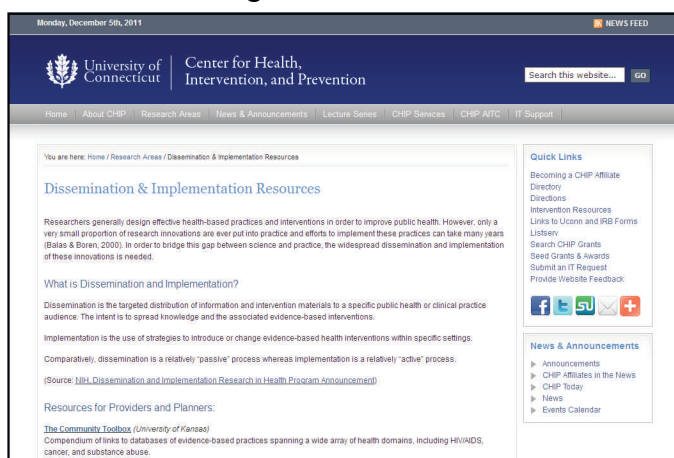 Monday, December 5th, 2011
NEWS FEED
University of Connecticut
Center for Health, Intervention, and Prevention
Search this website... GO
Home About CHIP Research Areas News & Announcements Lecture Series CHIP Services CHIP AITC IT Support
You are here: Home / Research Areas / Dissemination & Implementation Resources
Dissemination & Implementation Resources
Researchers generally design effective health-based practices and interventions in order to improve public health. However, only a
very small proportion of research innovations are ever put into practice and efforts to implement these practices can take many years
(Balas & Boren, 2000). In order to bridge this gap between science and practice, the widespread dissemination and implementation
of these innovations is needed.
What is Dissemination and Implementation?
Dissemination is the targeted distribution of information and intervention materials to a specific public health or clinical practice
audience. The intent is to spread knowledge and the associated evidence-based interventions.
Implementation is the use of strategies to introduce or change evidence-based health interventions within specific settings.
Comparatively, dissemination is a relatively "passive" process whereas implementation is a relatively "active" process.
(Source: NIH. Dissemination and Implementation Research in Health Program Announcement)
Resources for Providers and Planners:
The Community Toolbox (University of Kansas)
Compendium of links to databases of evidence-based practices spanning a wide array of health domains, including HIV/AIDS,
cancer, and substance abuse.
Quick Links
Becoming a CHIP Affiliate
Directory
Directions
Intervention Resources
Links to Uconn and IRB Forms
Listserv
Search CHIP Grants
Seed Grants & Awards
Submit an IT Request
Provide Website Feedback
News & Announcements
Announcements
CHIP Affiliates in the News
CHIP Today
News
Events Calendar